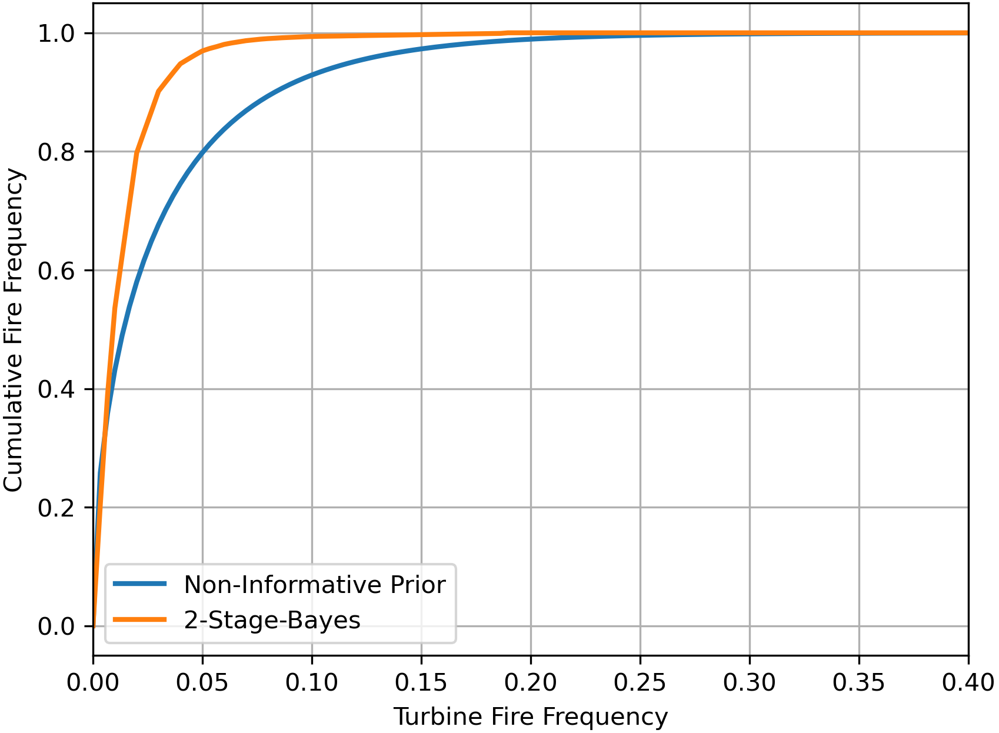 1.0
0.8
0.6
0.4
0.2
0.0
Cumulative Fire Frequency
Non-Informative Prior
2-Stage-Bayes
0.00 0.05 0.10 0.15 0.20 0.25 0.30 0.35 0.40
Turbine Fire Frequency